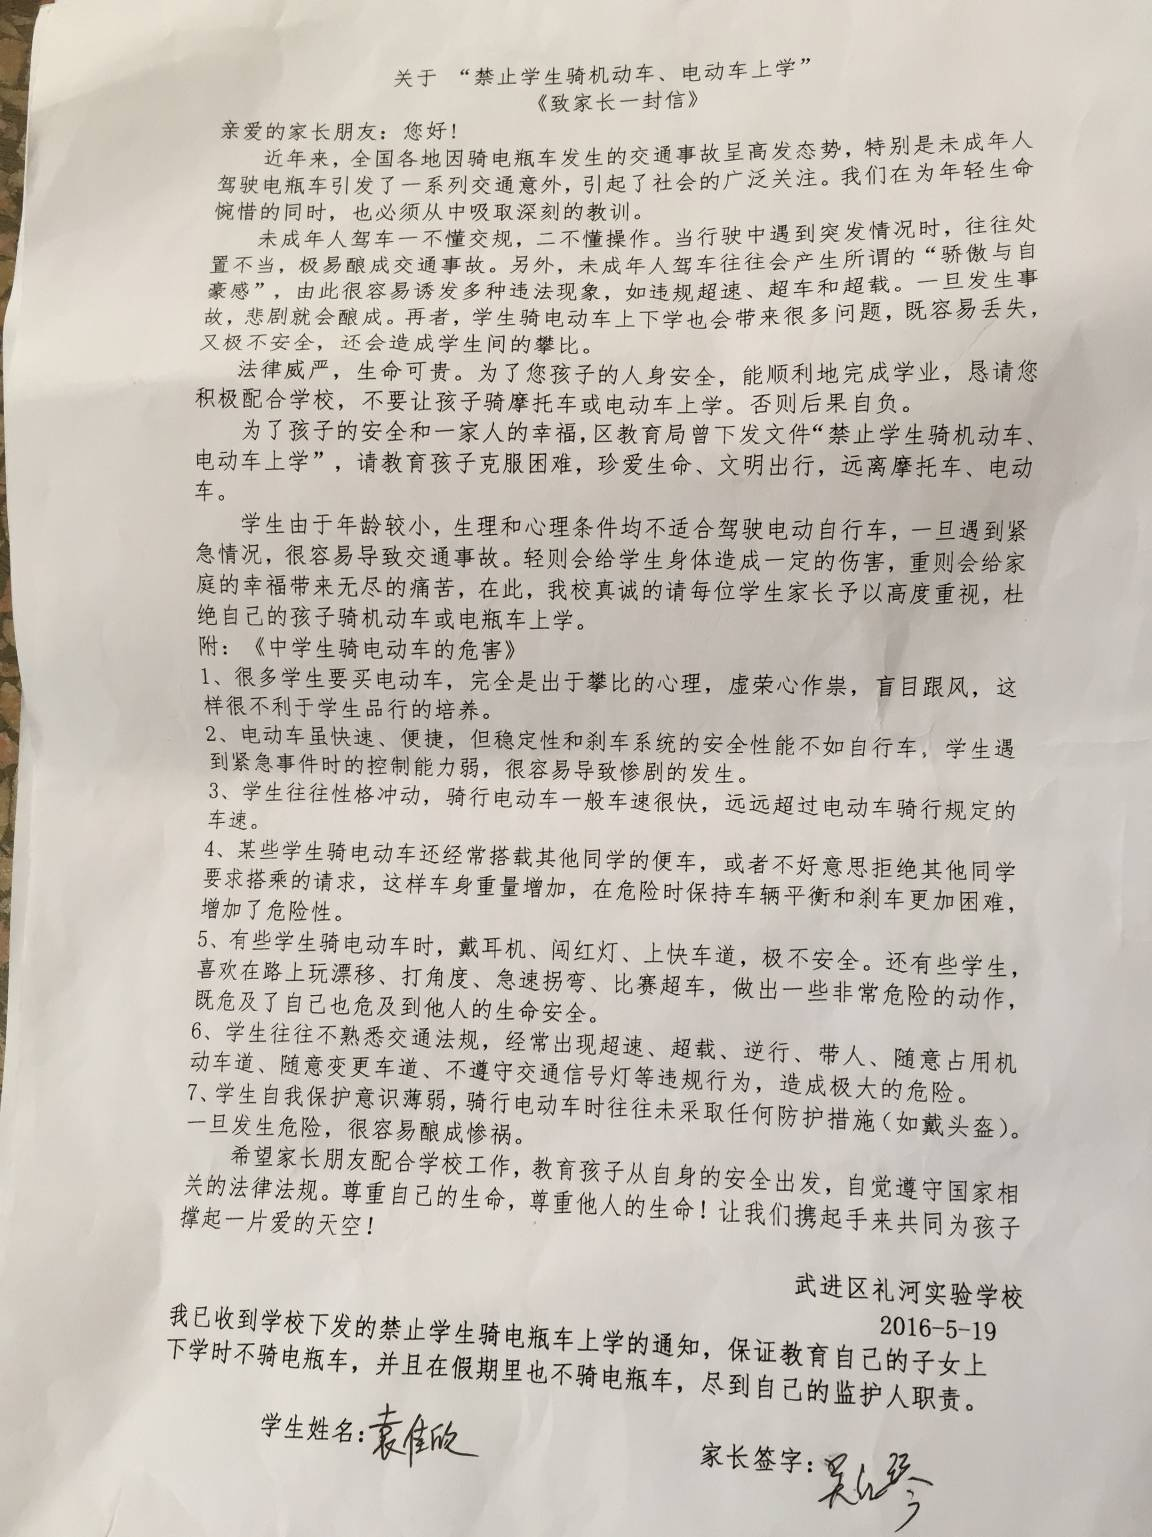 关于 “禁止学生骑机动车、电动车上学”
《致家长一封信》
亲爱的家长朋友：您好！
近年来，全国各地因骑电瓶车发生的交通事故呈高发态势，特别是未成年人
驾驶电瓶车引发了一系列交通意外，引起了社会的广泛关注。我们在为年轻生命
惋惜的同时，也必须从中吸取深刻的教训。
未成年人驾车一不懂交规，二不懂操作。当行驶中遇到突发情况时，往往处
置不当，极易酿成交通事故。另外，未成年人驾车往往会产生所谓的“骄傲与自
豪感”，由此很容易诱发多种违法现象，如违规超速、超车和超载。一旦发生事
故，悲剧就会酿成。再者，学生骑电动车上下学也会带来很多问题，既容易丢失，
又极不安全，还会造成学生间的攀比。
法律威严，生命可贵。为了您孩子的人身安全，能顺利地完成学业，恳请您
积极配合学校，不要让孩子骑摩托车或电动车上学。否则后果自负。
为了孩子的安全和一家人的幸福，区教育局曾下发文件“禁止学生骑机动车、
电动车上学”，请教育孩子克服困难，珍爱生命、文明出行，远离摩托车、电动
车。
学生由于年龄较小，生理和心理条件均不适合驾驶电动自行车，一旦遇到紧
急情况，很容易导致交通事故。轻则会给学生身体造成一定的伤害，重则会给家
庭的幸福带来无尽的痛苦，在此，我校真诚的请每位学生家长予以高度重视，杜
绝自己的孩子骑机动车或电瓶车上学。
附：《中学生骑电动车的危害》
1、很多学生要买电动车，完全是出于攀比的心理，虚荣心作祟，盲目跟风，这
样很不利于学生品行的培养。
2、电动车虽快速、便捷，但稳定性和刹车系统的安全性能不如自行车，学生遇
到紧急事件时的控制能力弱，很容易导致惨剧的发生。
3、学生往往性格冲动，骑行电动车一般车速很快，远远超过电动车骑行规定的
车速。
4、某些学生骑电动车还经常搭载其他同学的便车，或者不好意思拒绝其他同学
要求搭乘的请求，这样车身重量增加，在危险时保持车辆平衡和刹车更加困难，
增加了危险性。
5、有些学生骑电动车时，戴耳机、闯红灯、上快车道，极不安全。还有些学生，
喜欢在路上玩漂移、打角度、急速拐弯、比赛超车，做出一些非常危险的动作，
既危及了自己也危及到他人的生命安全。
6、学生往往不熟悉交通法规，经常出现超速、超载、逆行、带人、随意占用机
动车道、随意变更车道、不遵守交通信号灯等违规行为，造成极大的危险。
7、学生自我保护意识薄弱，骑行电动车时往往未采取任何防护措施（如戴头盔）。
一旦发生危险，很容易酿成惨祸。
希望家长朋友配合学校工作，教育孩子从自身的安全出发，自觉遵守国家相
关的法律法规。尊重自己的生命，尊重他人的生命！让我们携起手来共同为孩子
撑起一片爱的天空！
武进区礼河实验学校
2016-5-19
我已收到学校下发的禁止学生骑电瓶车上学的通知，保证教育自己的子女上
下学时不骑电瓶车，并且在假期里也不骑电瓶车，尽到自己的监护人职责。
学生姓名：袁佳欣
家长签字：吴红琴